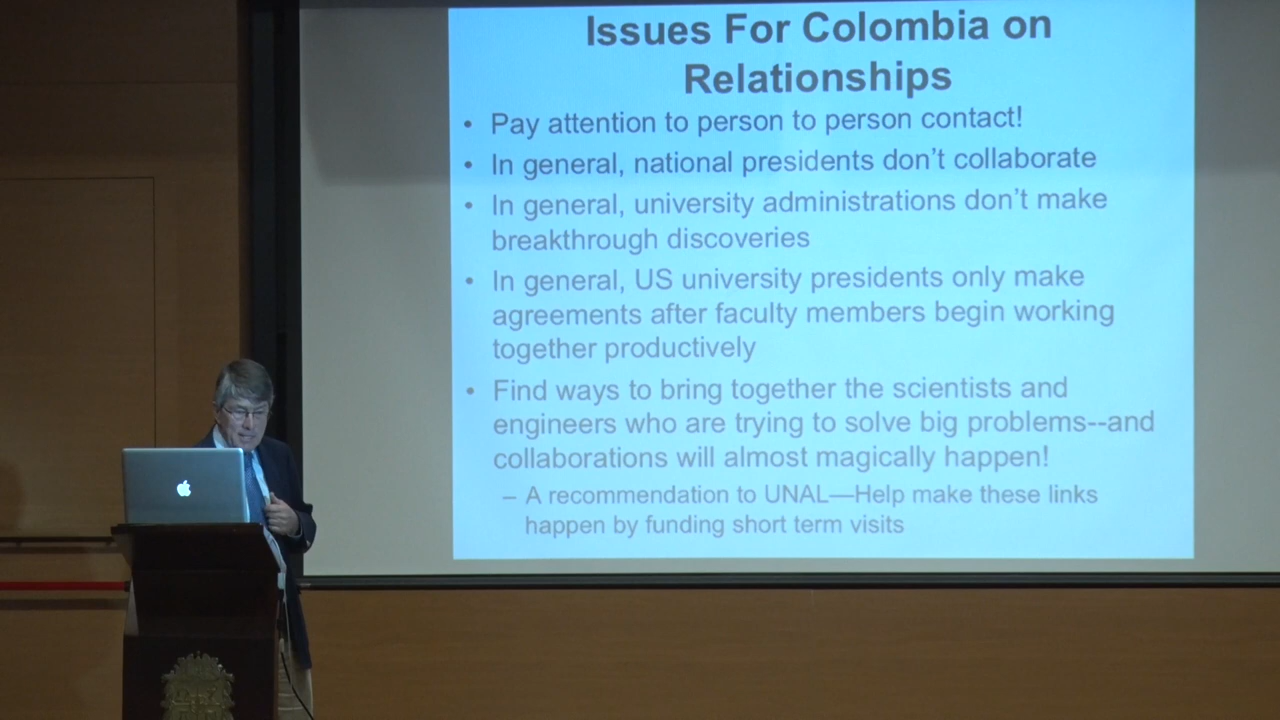 Issues For Colombia on
Relationships
• Pay attention to person to person contact!
• In general, national presidents don't collaborate
• In general, university administrations don't make
breakthrough discoveries
• In general, US university presidents only make
agreements after faculty members begin working
together productively
• Find ways to bring together the scientists and
engineers who are trying to solve big problems--and
collaborations will almost magically happen!
– A recommendation to UNAL—Help make these links
happen by funding short term visits